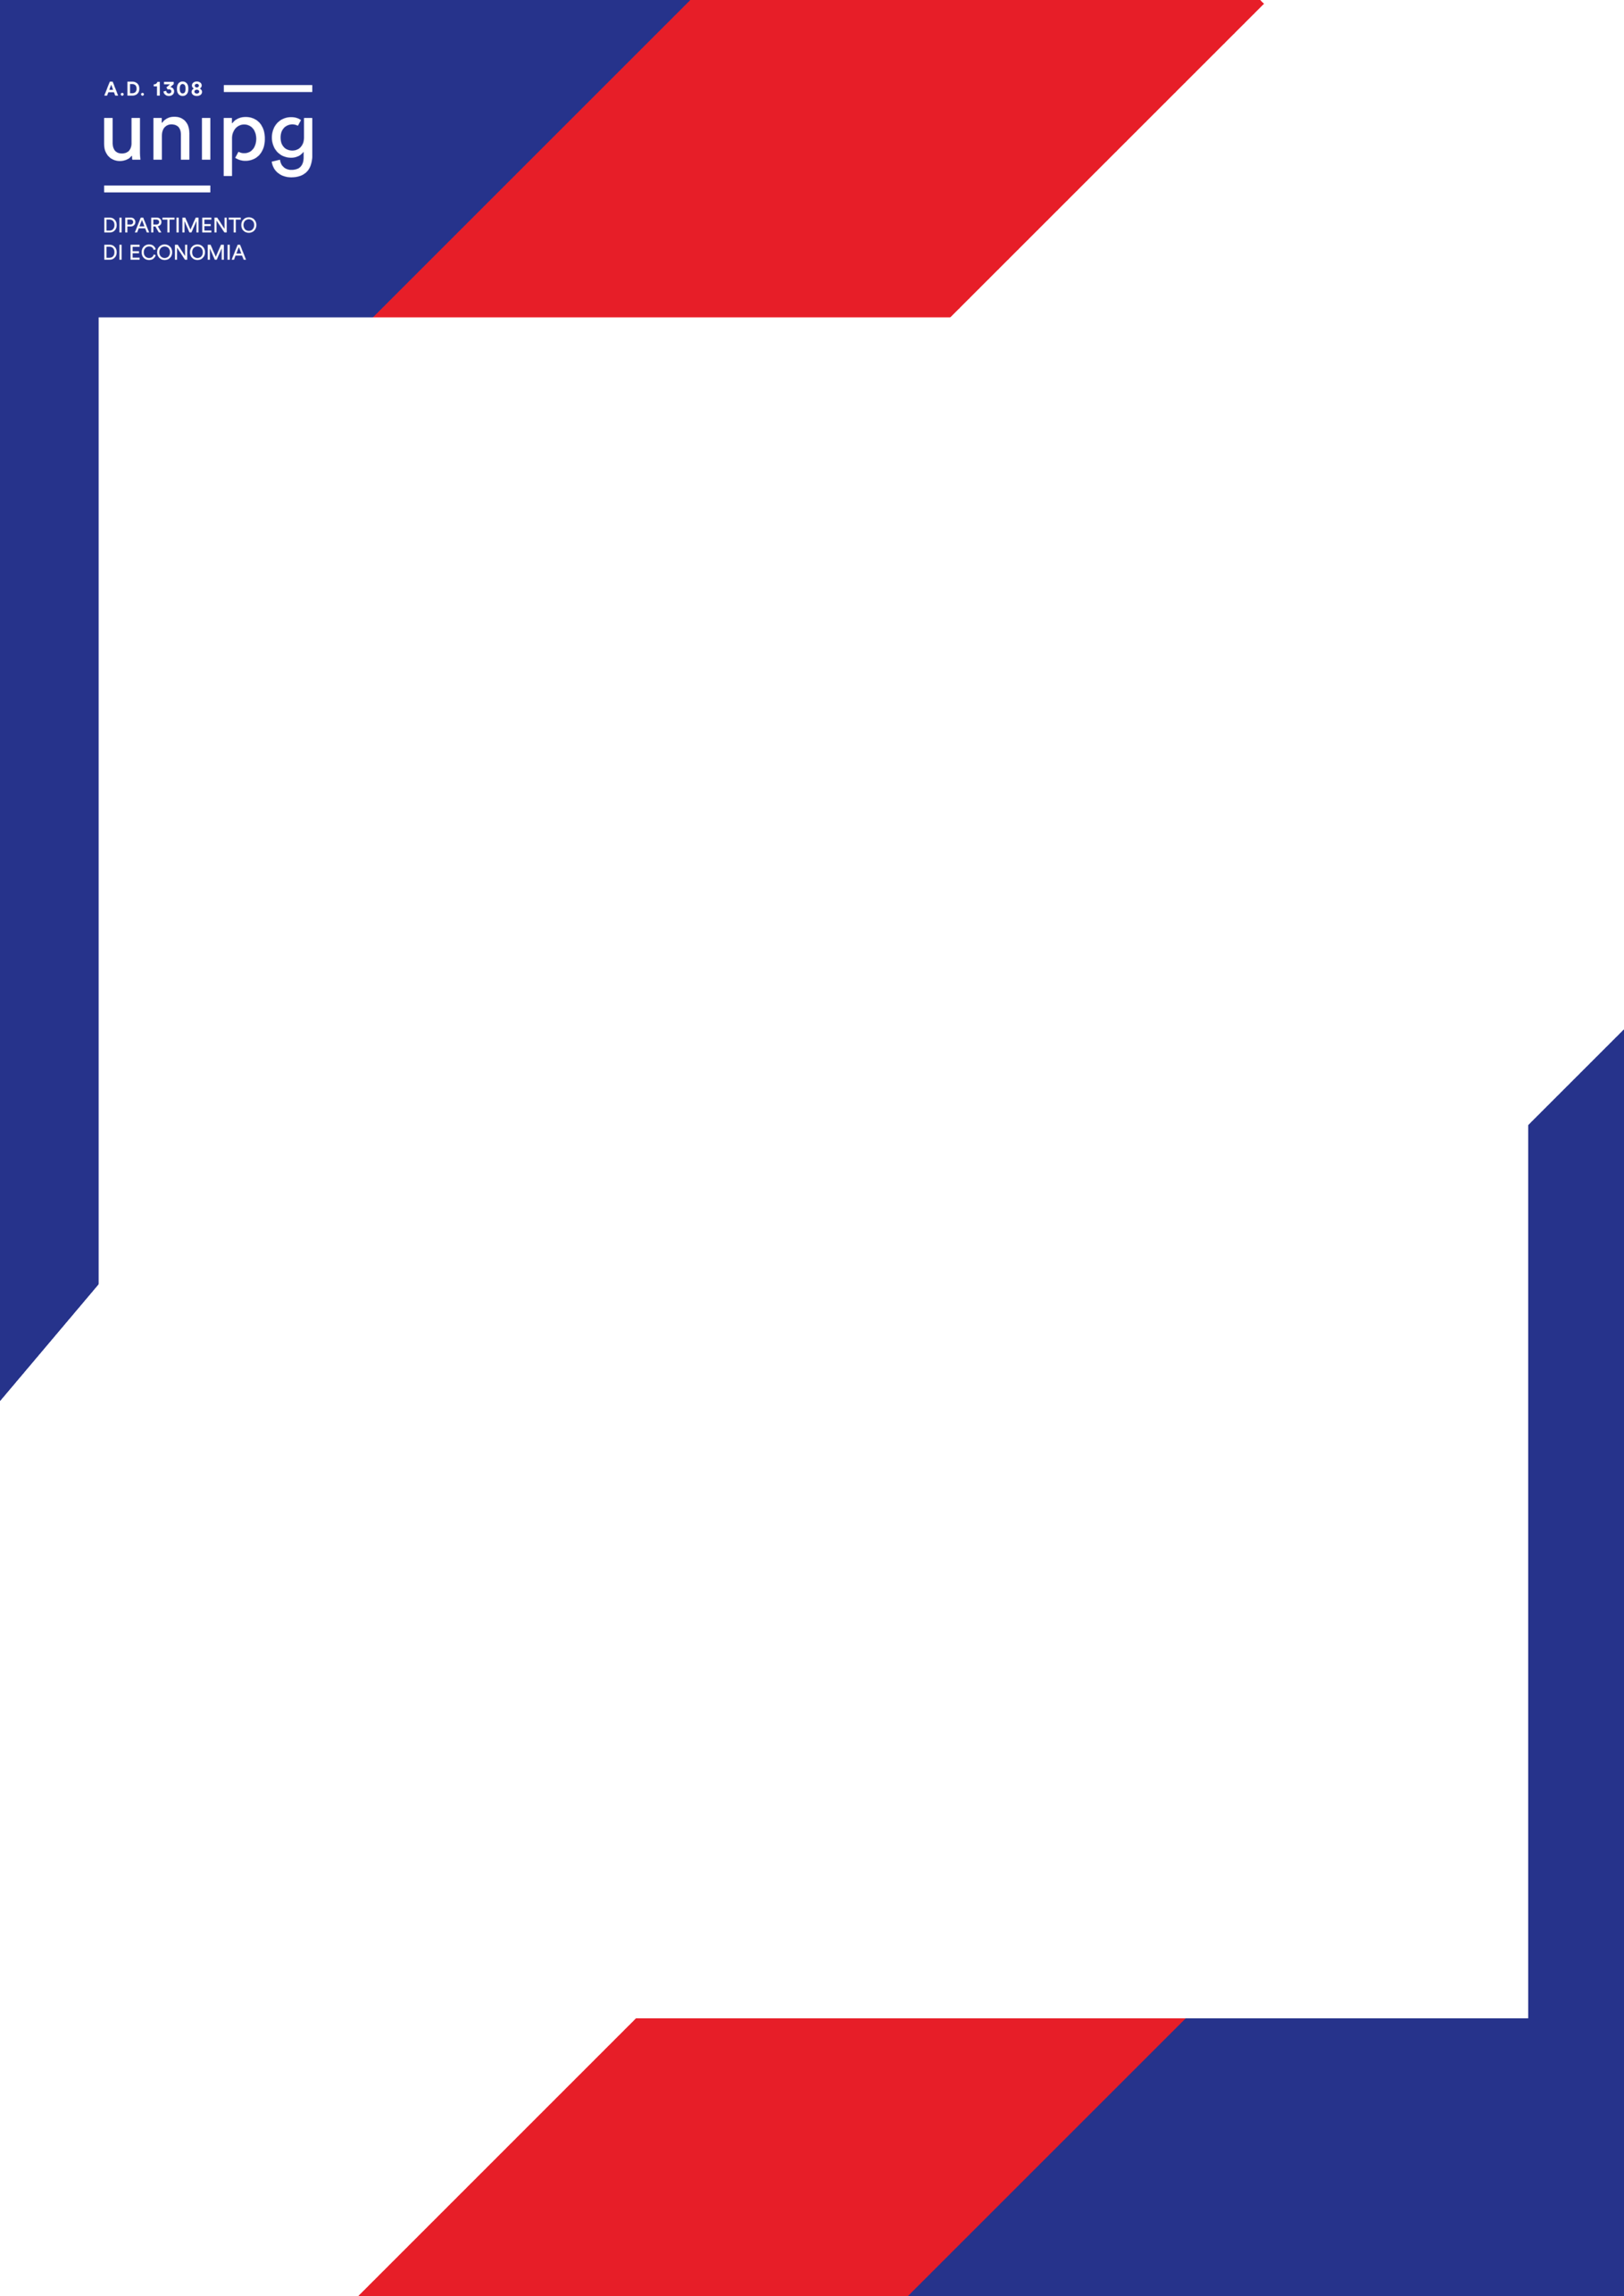 A.D. 1308
unipg
DIPARTIMENTO
DI ECONOMIA